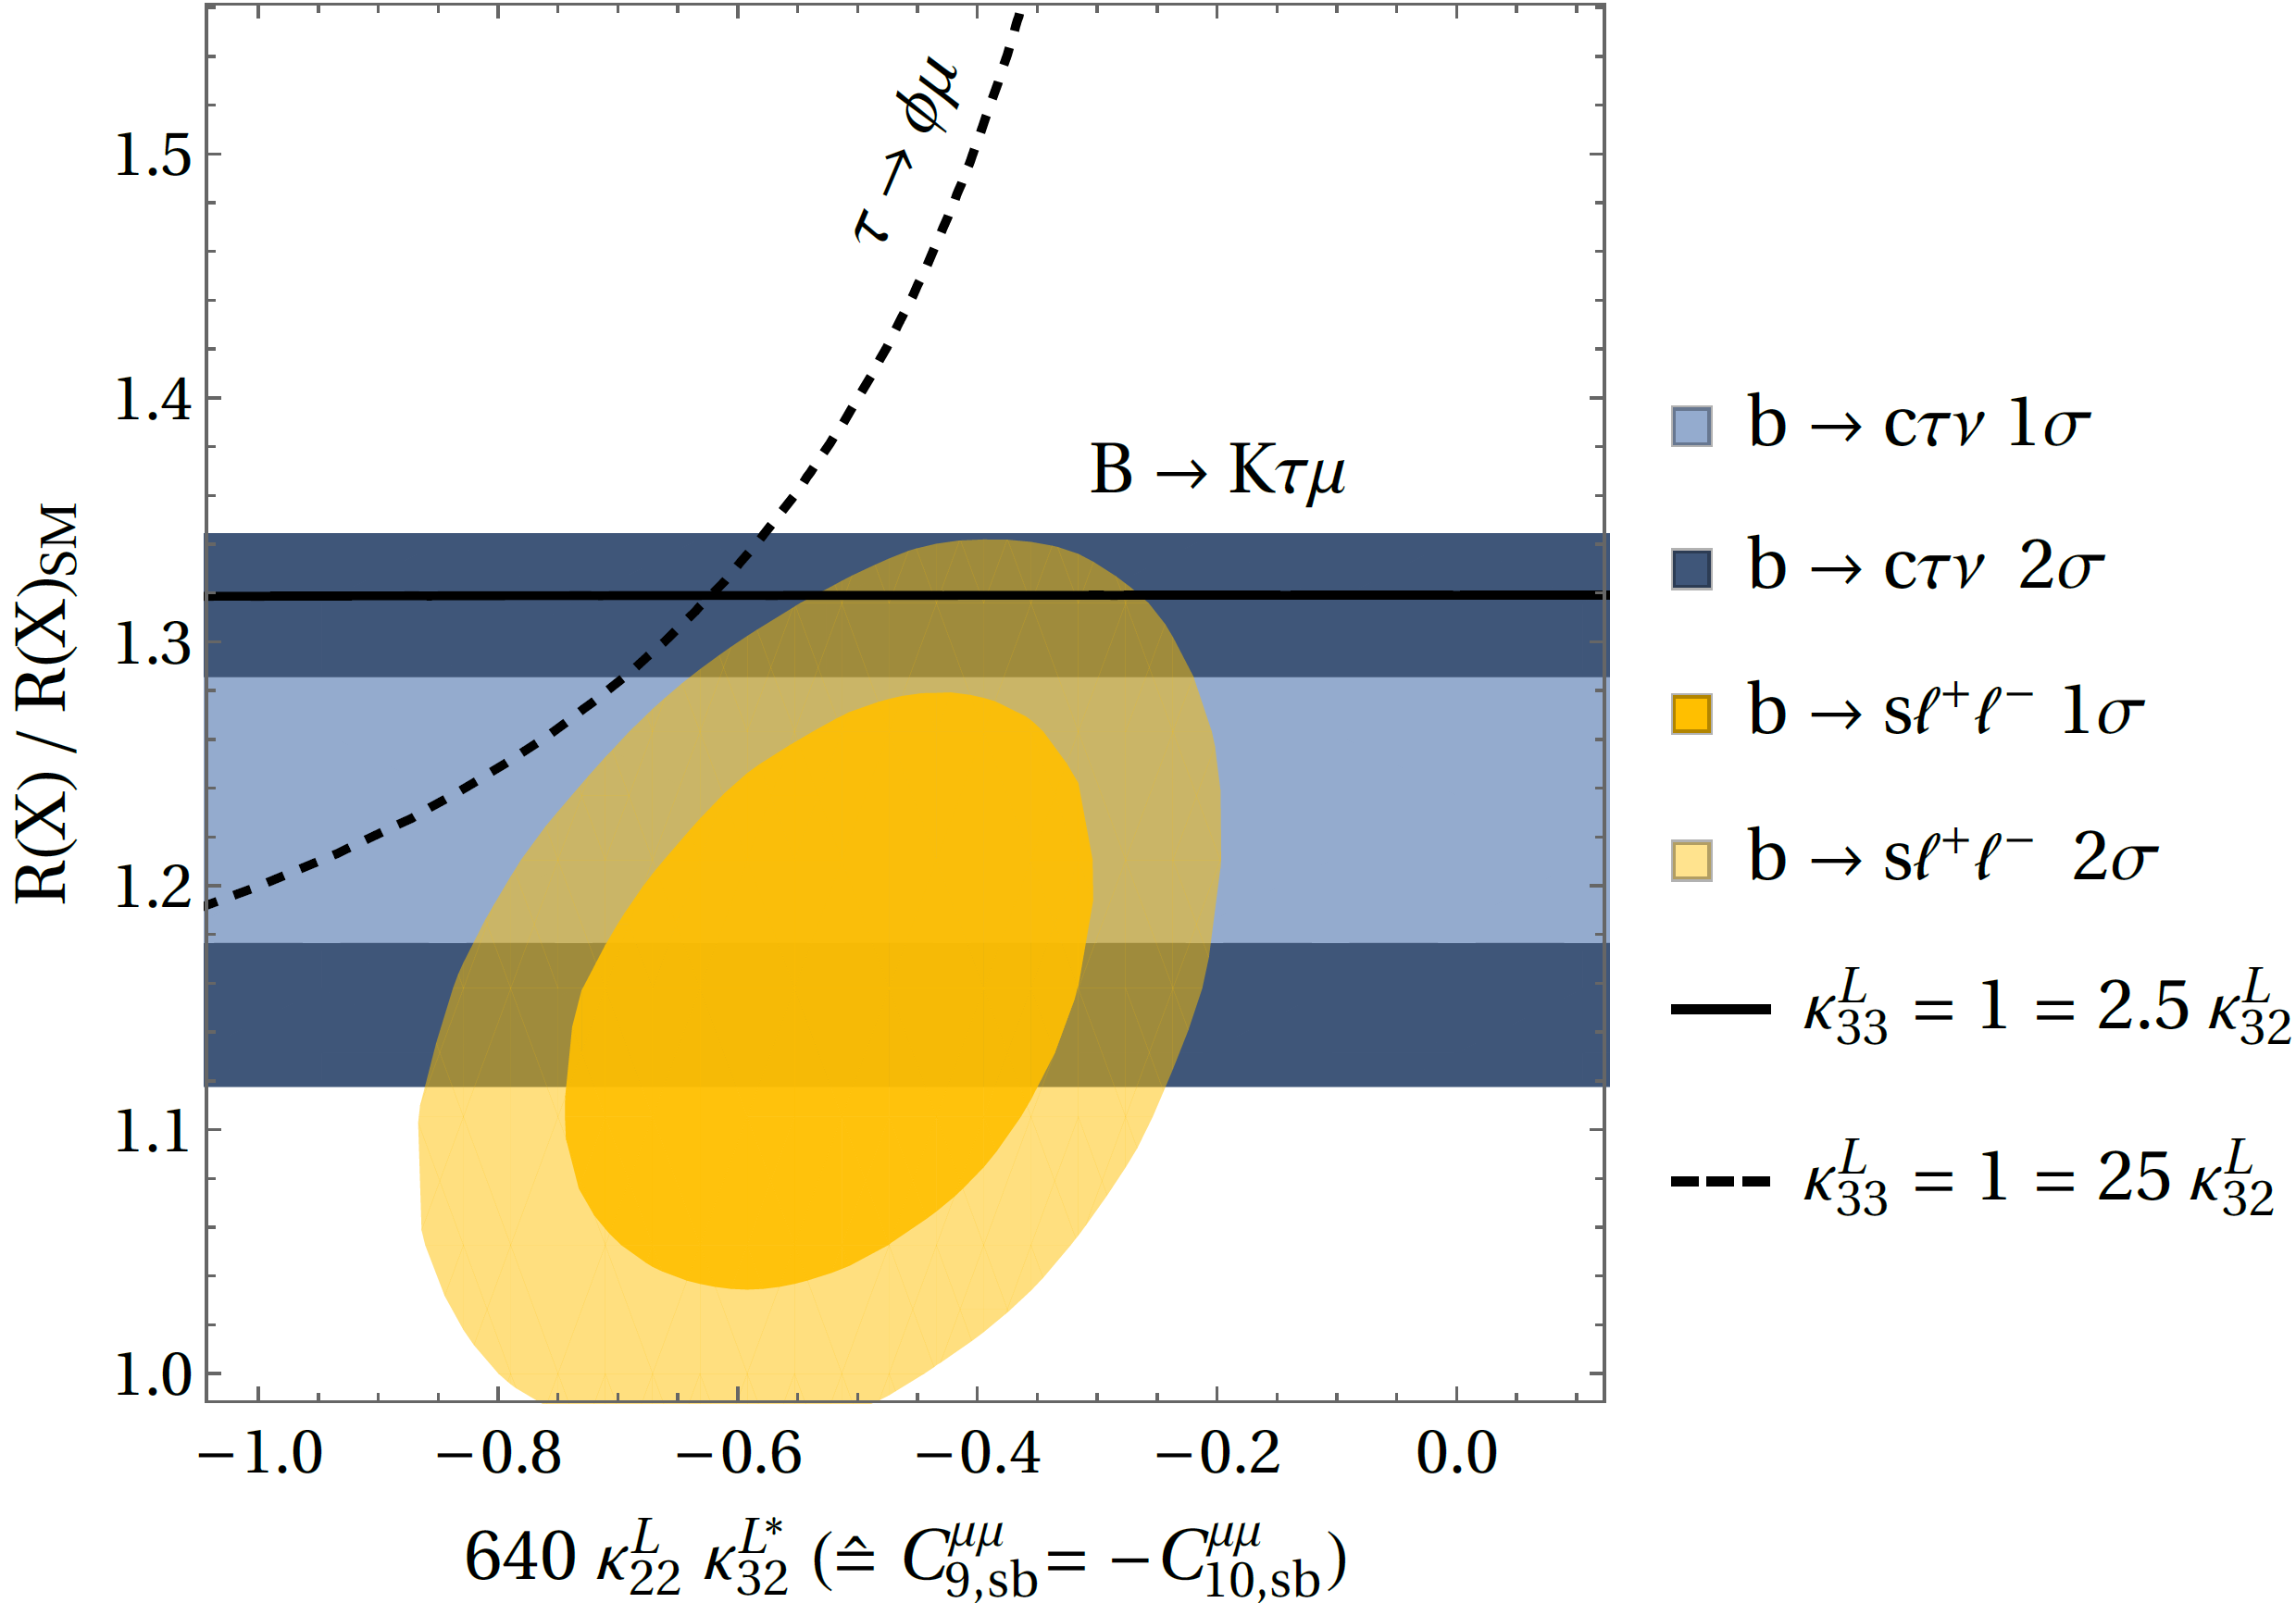 R(X) / R(X)SM
1.5
1.4
1.3
1.2
1.1
1.0
τ → ϕμ
B → Kτμ
−1.0 −0.8 −0.6 −0.4 −0.2 0.0
640 κ^L_22 κ^L*_32 (≙ C^μμ_9,sb = −C^μμ_10,sb)
b → cτν 1σ
b → cτν 2σ
b → sℓ⁺ℓ⁻ 1σ
b → sℓ⁺ℓ⁻ 2σ
κ^L_33 = 1 = 2.5 κ^L_32
κ^L_33 = 1 = 25 κ^L_32